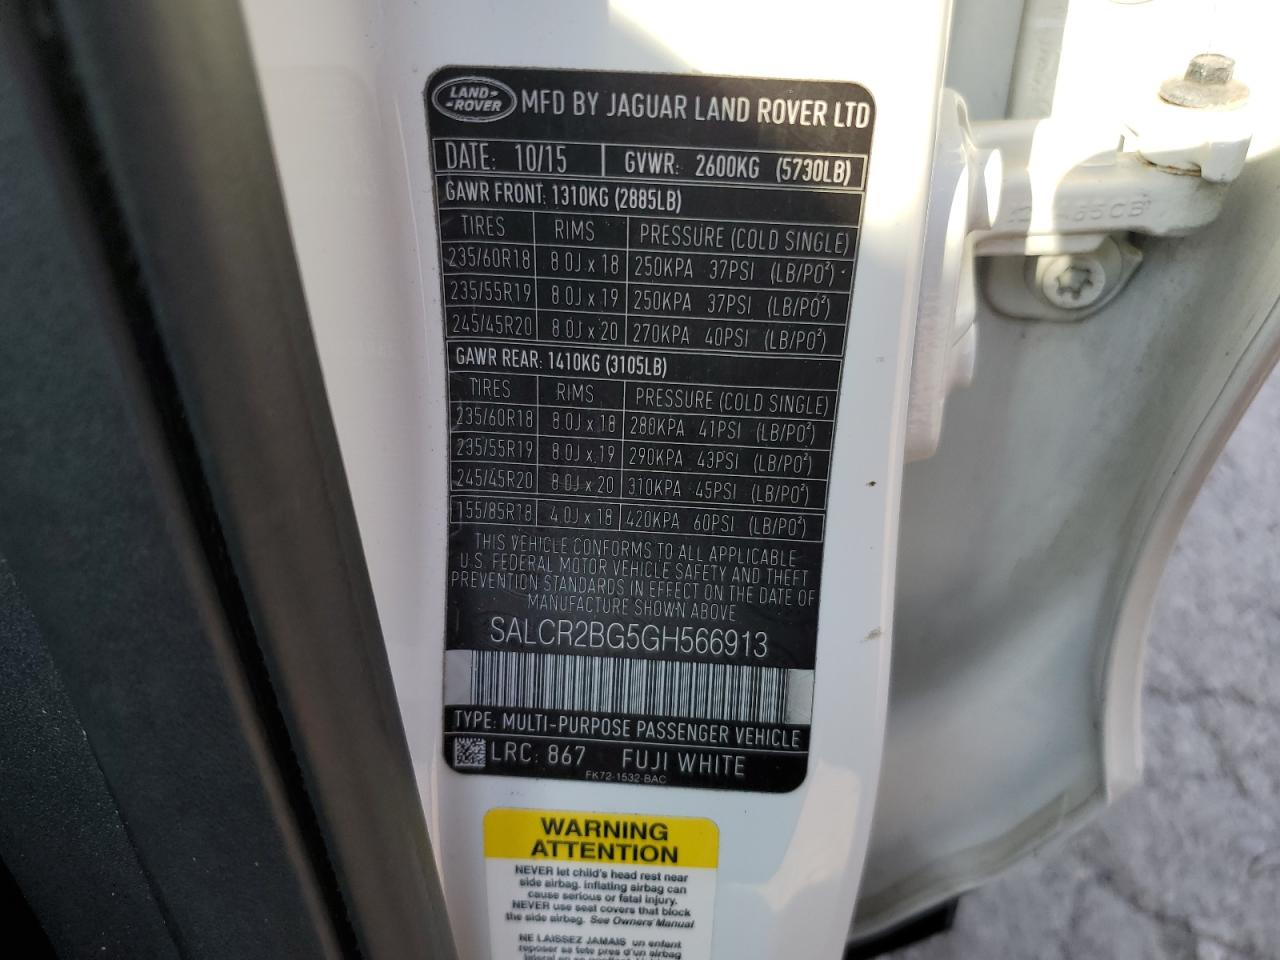 LAND-
-ROVER
MFD BY JAGUAR LAND ROVER LTD
DATE: 10/15 GVWR: 2600KG (5730LB)
GAWR FRONT: 1310KG (2885LB)
TIRES RIMS PRESSURE (COLD SINGLE)
235/60R18 8.0J x 18 250KPA 37PSI (LB/PO²)
235/55R19 8.0J x 19 250KPA 37PSI (LB/PO²)
245/45R20 8.0J x 20 270KPA 40PSI (LB/PO²)
GAWR REAR: 1410KG (3105LB)
TIRES RIMS PRESSURE (COLD SINGLE)
235/60R18 8.0J x 18 280KPA 41PSI (LB/PO²)
235/55R19 8.0J x 19 290KPA 43PSI (LB/PO²)
245/45R20 8.0J x 20 310KPA 45PSI (LB/PO²)
155/85R18 4.0J x 18 420KPA 60PSI (LB/PO²)
THIS VEHICLE CONFORMS TO ALL APPLICABLE
U.S. FEDERAL MOTOR VEHICLE SAFETY AND THEFT
PREVENTION STANDARDS IN EFFECT ON THE DATE OF
MANUFACTURE SHOWN ABOVE
SALCR2BG5GH566913
TYPE: MULTI-PURPOSE PASSENGER VEHICLE
LRC: 867 FUJI WHITE
FK72-1532-BAC
WARNING
ATTENTION
NEVER let child's head rest near
side airbag. inflating airbag can
cause serious or fatal injury.
NEVER use seat covers that block
the side airbag. See Owners Manual
NE LAISSEZ JAMAIS un enfant
reposer sa tete pres d'un airbag